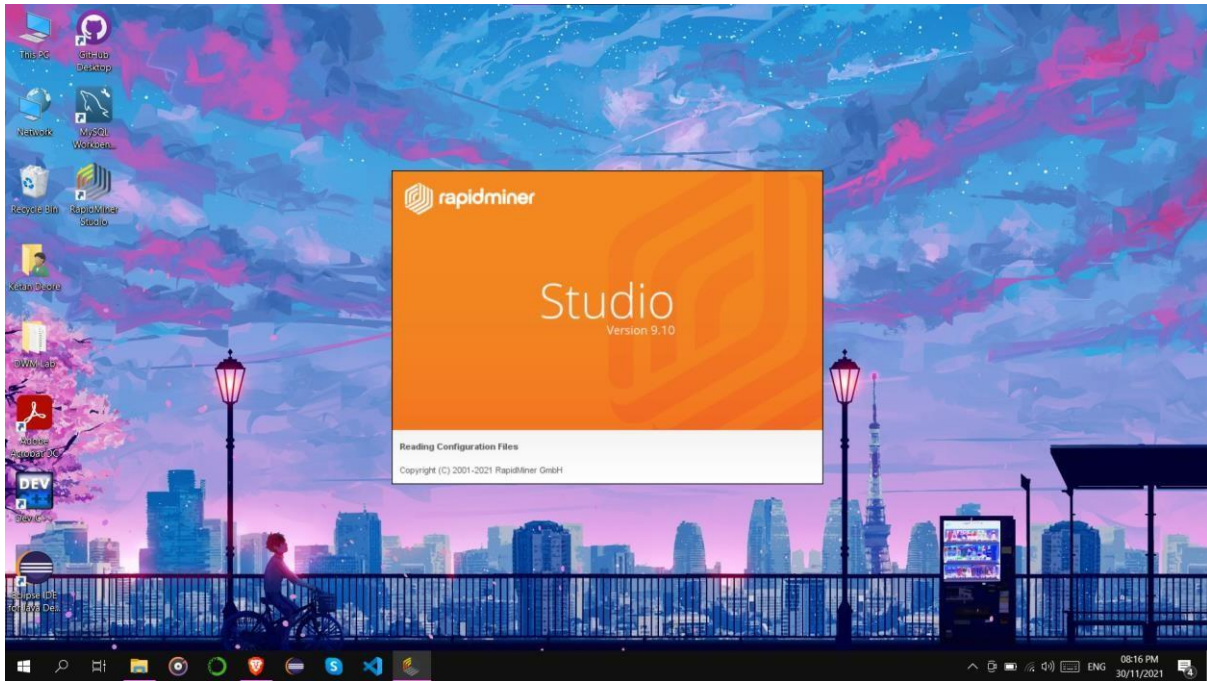 This PC
GitHub
Desktop
Network
MySQL
Workben...
Recycle Bin
RapidMiner
Studio
Ketan Deore
DWM Lab
Adobe
Acrobat DC
DEV
Dev-C++
Eclipse IDE
for Java De...
rapidminer
Studio
Version 9.10
Reading Configuration Files
Copyright (C) 2001-2021 RapidMiner GmbH
S
ENG
08:16 PM
30/11/2021
4